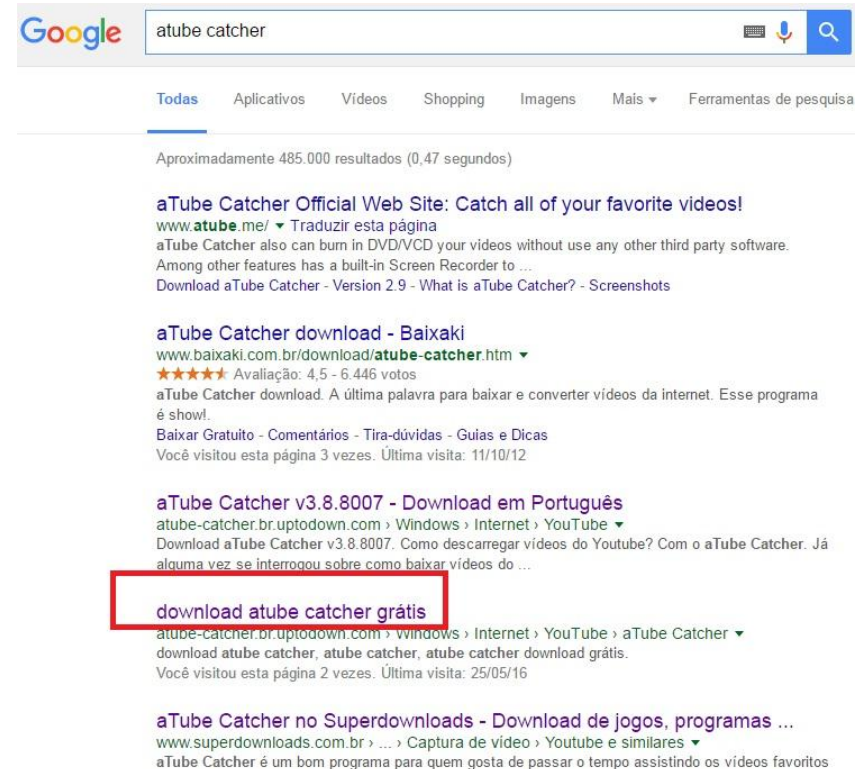 Google atube catcher
Todas Aplicativos Vídeos Shopping Imagens Mais Ferramentas de pesquisa
Aproximadamente 485.000 resultados (0,47 segundos)
aTube Catcher Official Web Site: Catch all of your favorite videos!
www.atube.me/ Traduzir esta página
aTube Catcher also can burn in DVD/VCD your videos without use any other third party software.
Among other features has a built-in Screen Recorder to ...
Download aTube Catcher - Version 2.9 - What is aTube Catcher? - Screenshots
aTube Catcher download - Baixaki
www.baixaki.com.br/download/atube-catcher.htm
Avaliação: 4,5 - 6.446 votos
aTube Catcher download. A última palavra para baixar e converter vídeos da internet. Esse programa
é show!.
Baixar Gratuito - Comentários - Tira-dúvidas - Guias e Dicas
Você visitou esta página 3 vezes. Última visita: 11/10/12
aTube Catcher v3.8.8007 - Download em Português
atube-catcher.br.uptodown.com › Windows › Internet › YouTube
Download aTube Catcher v3.8.8007. Como descarregar vídeos do Youtube? Com o aTube Catcher. Já
alguma vez se interrogou sobre como baixar vídeos do ...
download atube catcher grátis
atube-catcher.br.uptodown.com › Windows › Internet › YouTube › aTube Catcher
download atube catcher, atube catcher, atube catcher download grátis.
Você visitou esta página 2 vezes. Última visita: 25/05/16
aTube Catcher no Superdownloads - Download de jogos, programas ...
www.superdownloads.com.br › ... › Captura de vídeo › Youtube e similares
aTube Catcher é um bom programa para quem gosta de passar o tempo assistindo os vídeos favoritos